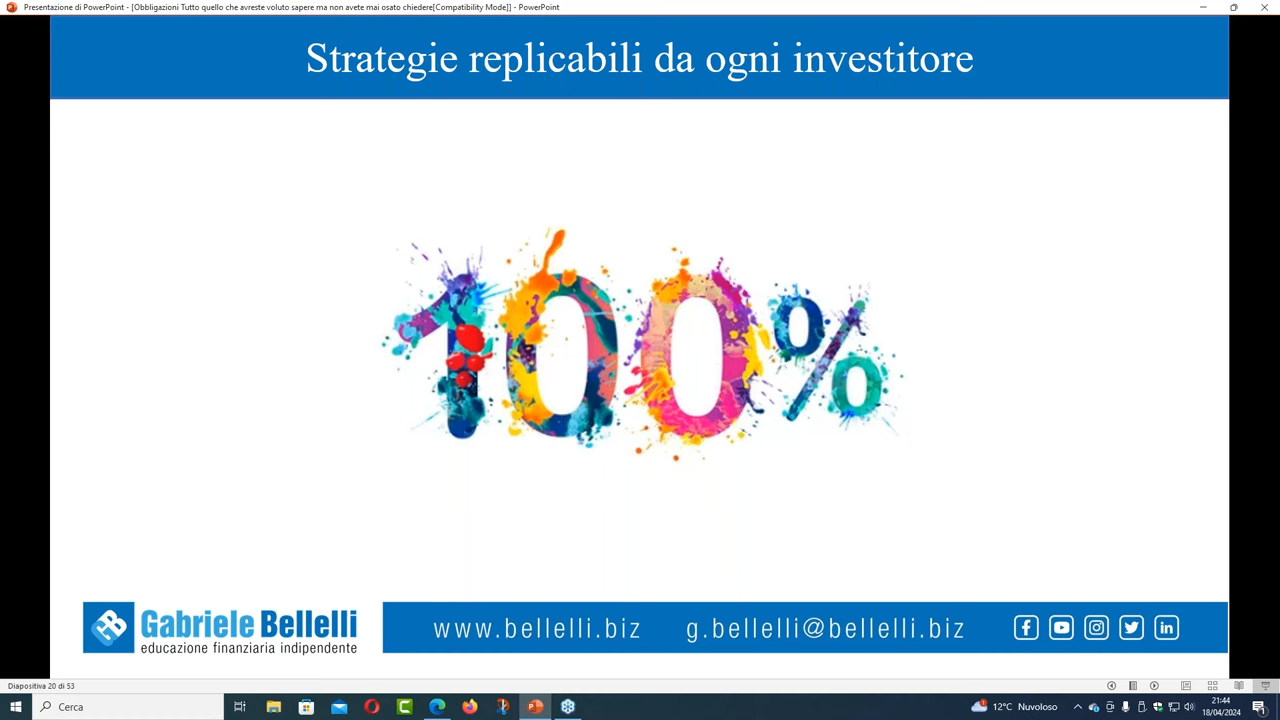 Presentazione di PowerPoint - [Obbligazioni Tutto quello che avreste voluto sapere ma non avete mai osato chiedere[Compatibility Mode]] - PowerPoint
Strategie replicabili da ogni investitore
100%
Gabriele Bellelli
educazione finanziaria indipendente
www.bellelli.biz g.bellelli@bellelli.biz
Diapositiva 20 di 53
Cerca
12°C Nuvoloso
21:44
18/04/2024